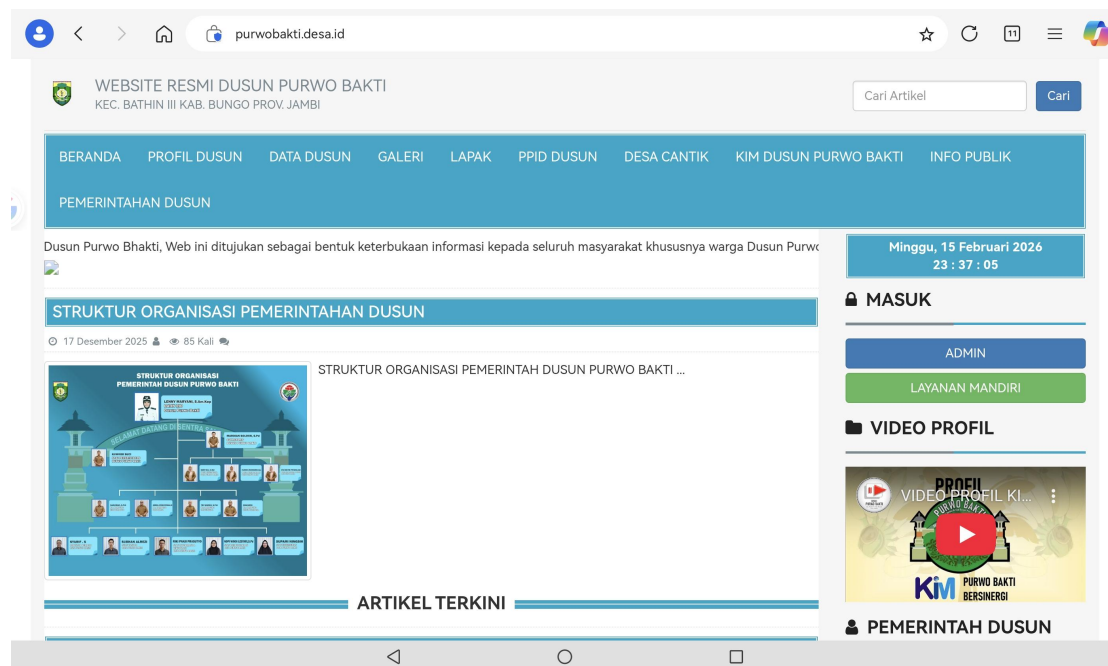 purwobakti.desa.id
11
WEBSITE RESMI DUSUN PURWO BAKTI
KEC. BATHIN III KAB. BUNGO PROV. JAMBI
Cari Artikel
Cari
BERANDA PROFIL DUSUN DATA DUSUN GALERI LAPAK PPID DUSUN DESA CANTIK KIM DUSUN PURWO BAKTI INFO PUBLIK
PEMERINTAHAN DUSUN
Dusun Purwo Bhakti, Web ini ditujukan sebagai bentuk keterbukaan informasi kepada seluruh masyarakat khususnya warga Dusun Purwo
Minggu, 15 Februari 2026
23 : 37 : 05
STRUKTUR ORGANISASI PEMERINTAHAN DUSUN
17 Desember 2025 85 Kali
STRUKTUR ORGANISASI
PEMERINTAH DUSUN PURWO BAKTI
SELAMAT DATANG DI SENTRA
STRUKTUR ORGANISASI PEMERINTAH DUSUN PURWO BAKTI ...
ARTIKEL TERKINI
MASUK
ADMIN
LAYANAN MANDIRI
VIDEO PROFIL
PROFIL
VIDEO PROFIL KI...
PURWO BAKTI
KiM PURWO BAKTI
BERSINERGI
PEMERINTAH DUSUN